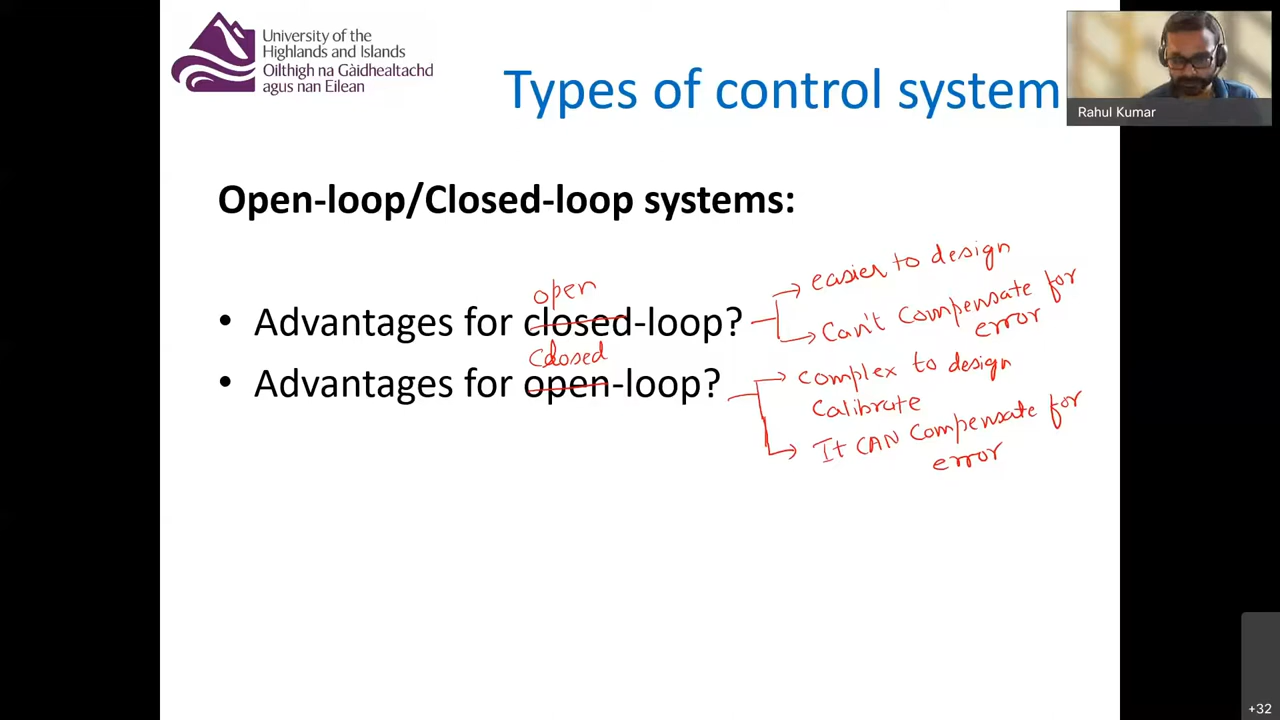 University of the
Highlands and Islands
Oilthigh na Gàidhealtachd
agus nan Eilean
Types of control system
Rahul Kumar
Open-loop/Closed-loop systems:
open
• Advantages for closed-loop?
easier to design
Can't compensate for
error
closed
• Advantages for open-loop?
complex to design
calibrate
It CAN compensate for
error
+32